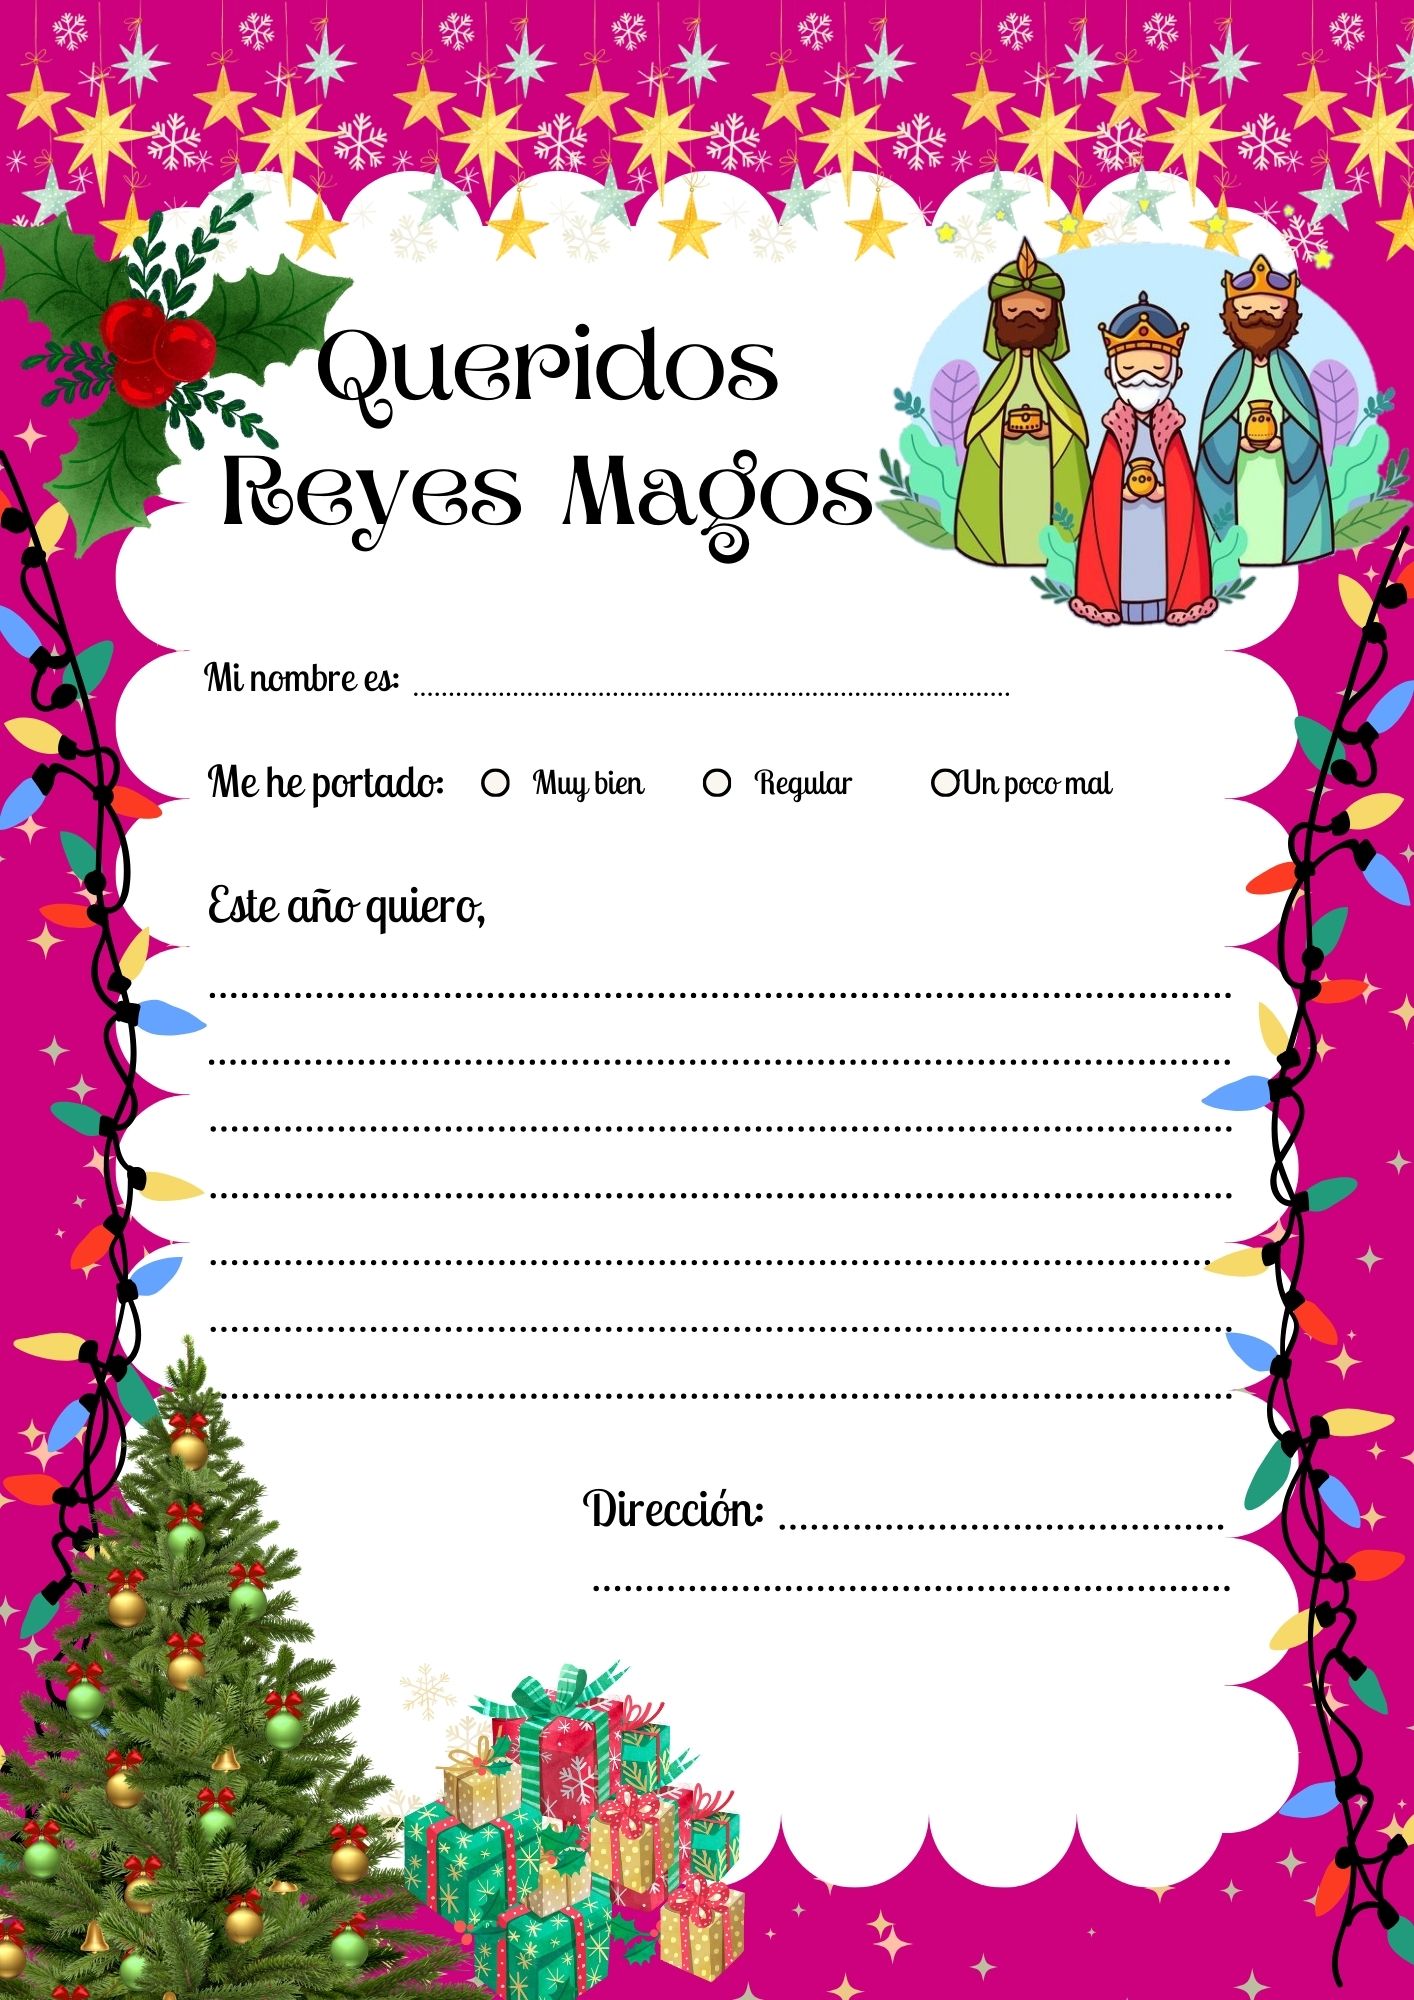 Queridos
Reyes Magos
Mi nombre es:
Me he portado: Muy bien Regular Un poco mal
Este año quiero,
Dirección: